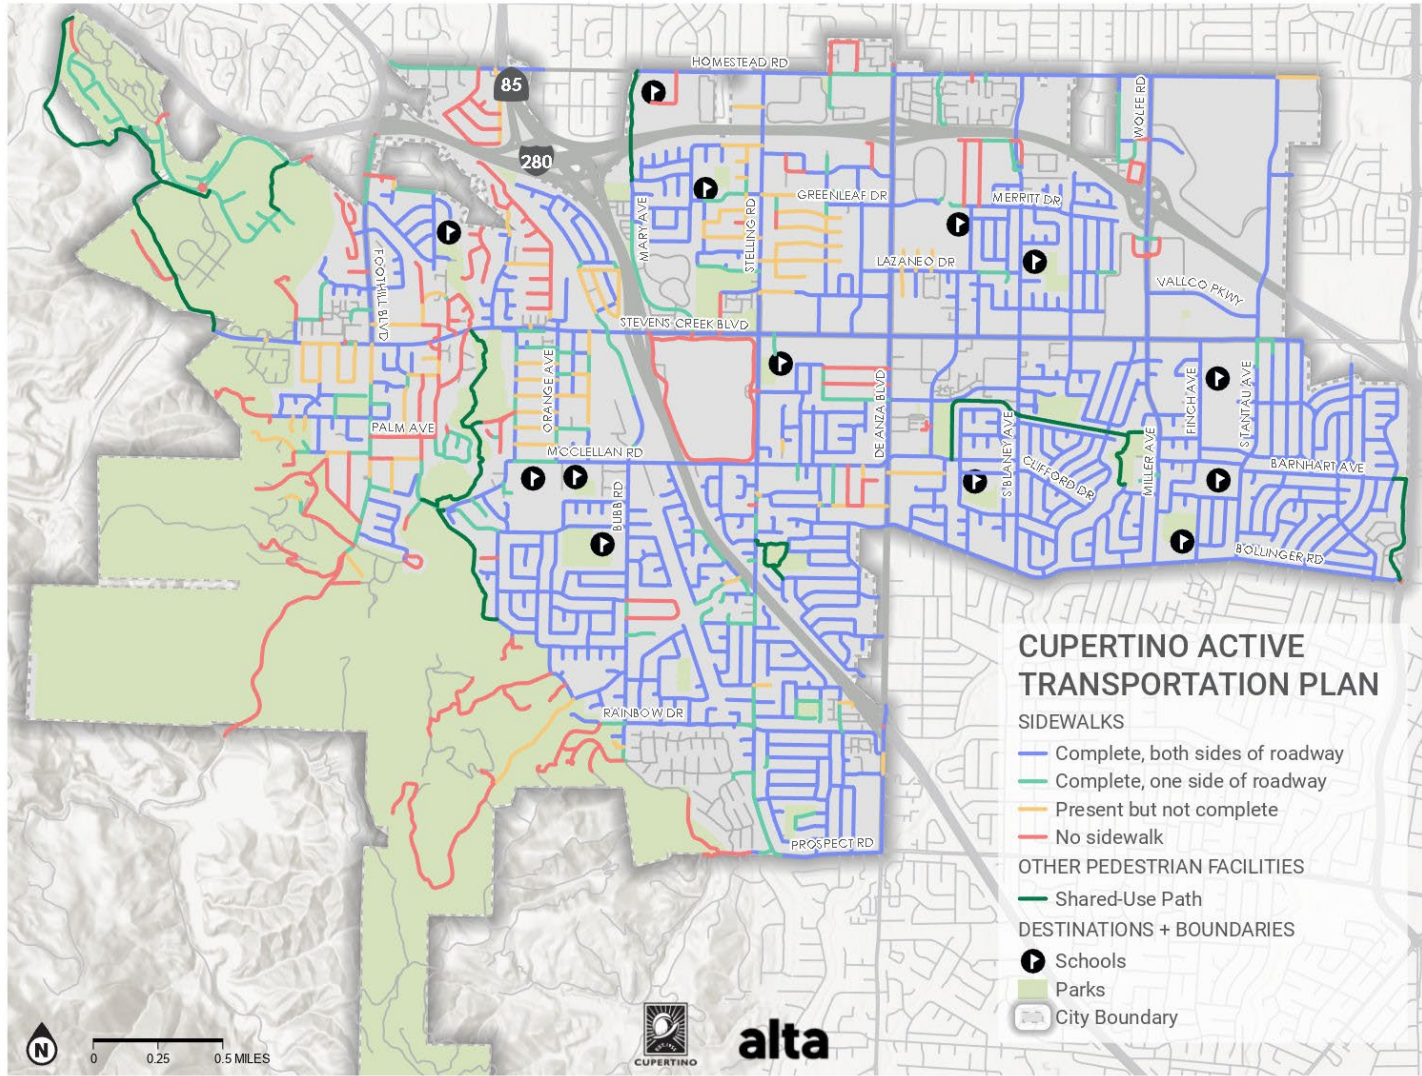 HOMESTEAD RD
85
280
WOLFE RD
GREENLEAF DR
MERRITT DR
MARY AVE
STELLING RD
FOOTHILL BLVD
LAZANEO DR
VALLCO PKWY
STEVENS CREEK BLVD
ORANGE AVE
DE ANZA BLVD
FINCH AVE
S TANTAU AVE
PALM AVE
S BLANEY AVE
MILLER AVE
MCCLELLAN RD
CLIFFORD DR
BARNHART AVE
BUBB RD
BOLLINGER RD
RAINBOW DR
PROSPECT RD
CUPERTINO ACTIVE
TRANSPORTATION PLAN
SIDEWALKS
Complete, both sides of roadway
Complete, one side of roadway
Present but not complete
No sidewalk
OTHER PEDESTRIAN FACILITIES
Shared-Use Path
DESTINATIONS + BOUNDARIES
Schools
Parks
City Boundary
N
0 0.25 0.5 MILES
CUPERTINO
alta